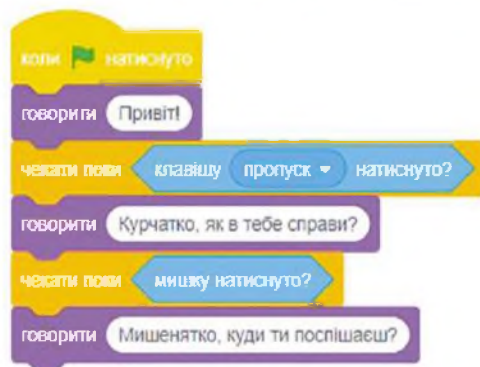 коли натиснуто
говорити Привіт!
чекати поки клавішу пропуск натиснуто?
говорити Курчатко, як в тебе справи?
чекати поки мишку натиснуто?
говорити Мишенятко, куди ти поспішаєш?